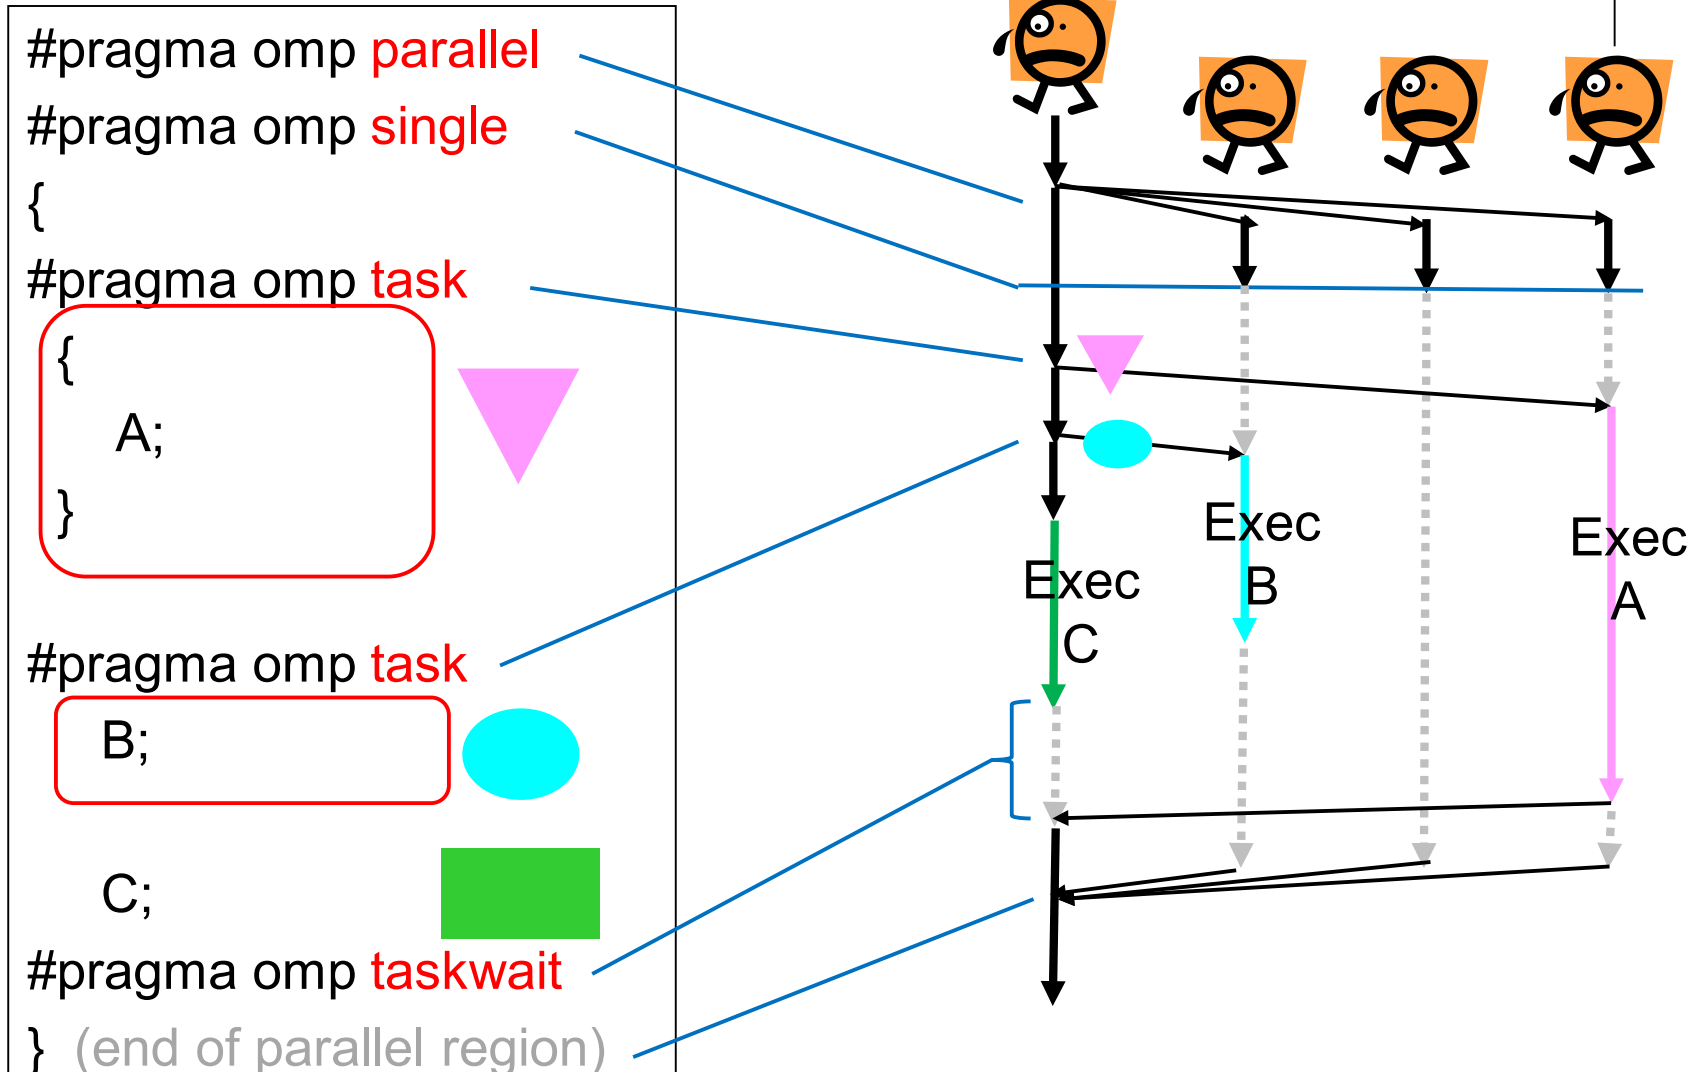 #pragma omp parallel
#pragma omp single
{
#pragma omp task
{
A;
}
#pragma omp task
B;
C;
#pragma omp taskwait
} (end of parallel region)
Exec
C
Exec
B
Exec
A